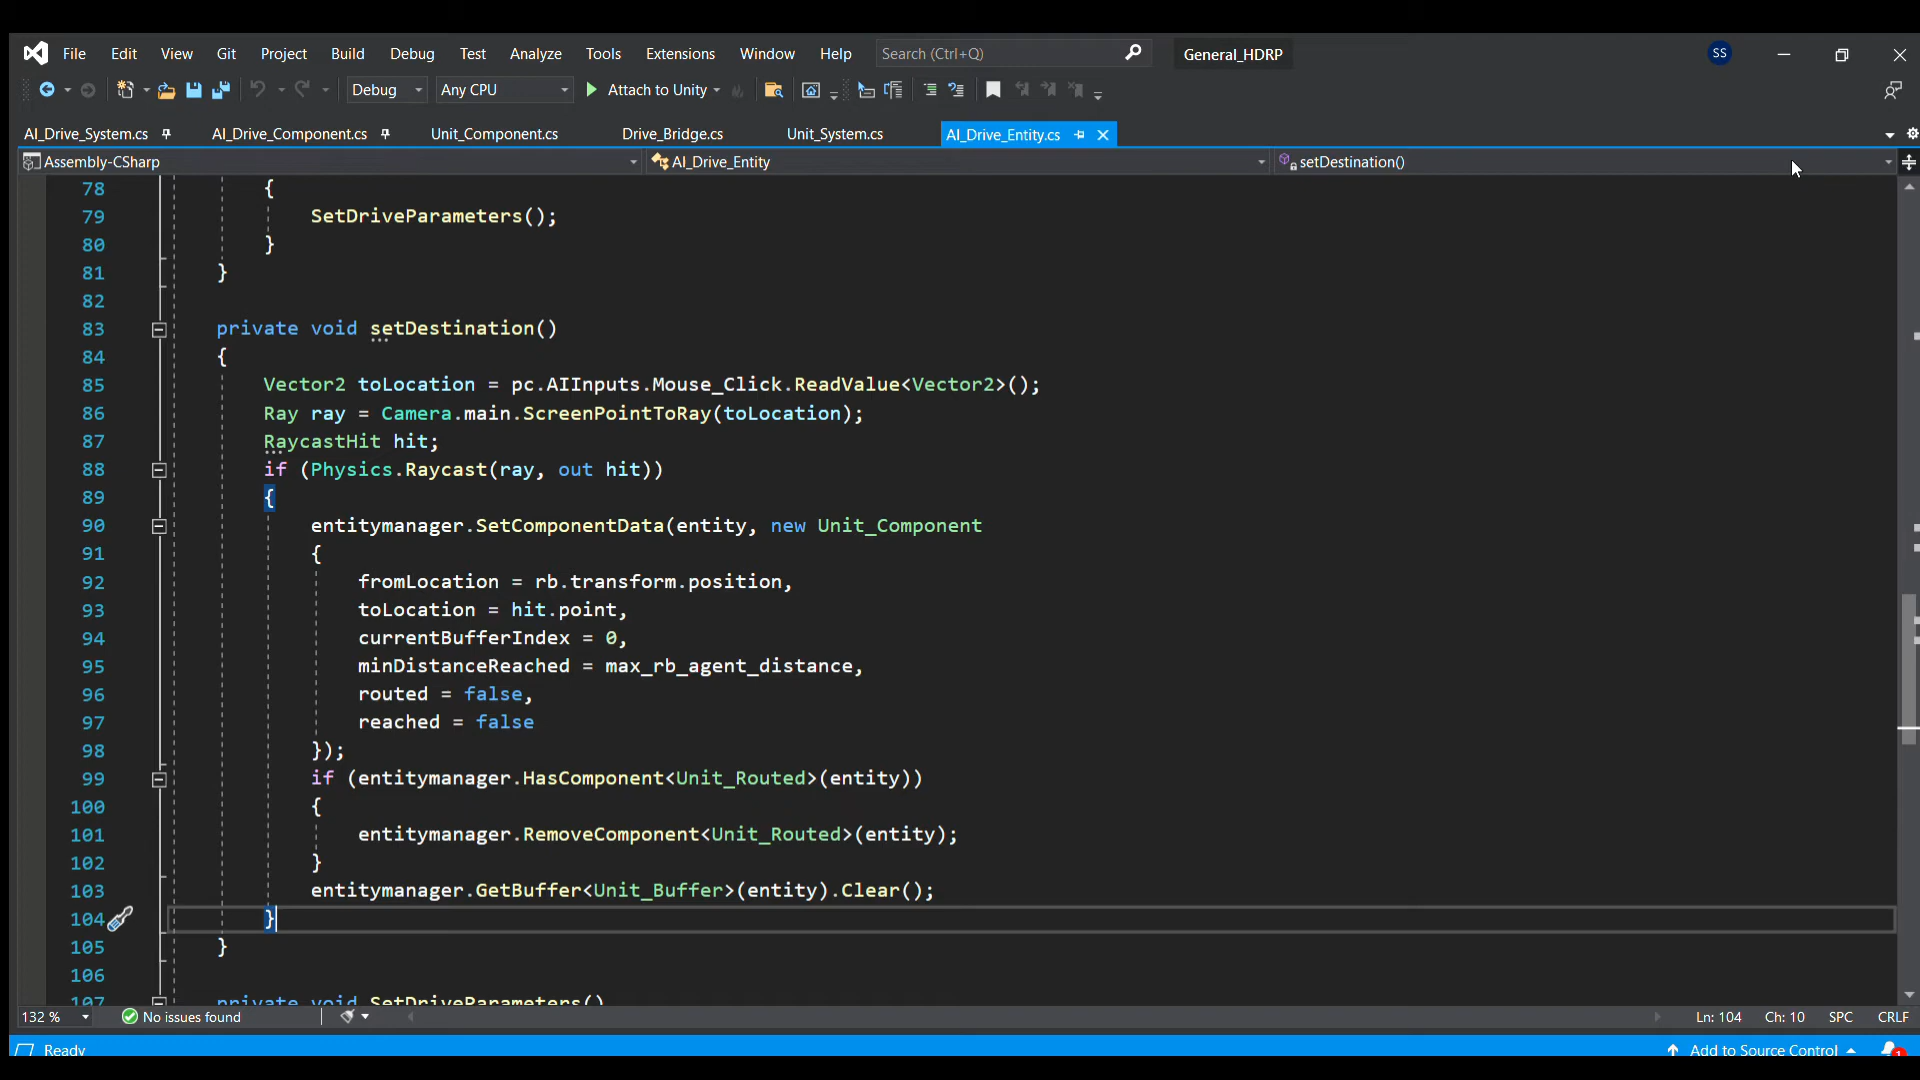 File Edit View Git Project Build Debug Test Analyze Tools Extensions Window Help Search (Ctrl+Q) General_HDRP SS
Debug Any CPU Attach to Unity
AI_Drive_System.cs AI_Drive_Component.cs Unit_Component.cs Drive_Bridge.cs Unit_System.cs AI_Drive_Entity.cs
Assembly-CSharp AI_Drive_Entity setDestination()
78 {
79 SetDriveParameters();
80 }
81 }
82
83 private void setDestination()
84 {
85 Vector2 toLocation = pc.AIInputs.Mouse_Click.ReadValue<Vector2>();
86 Ray ray = Camera.main.ScreenPointToRay(toLocation);
87 RaycastHit hit;
88 if (Physics.Raycast(ray, out hit))
89 {
90 entitymanager.SetComponentData(entity, new Unit_Component
91 {
92 fromLocation = rb.transform.position,
93 toLocation = hit.point,
94 currentBufferIndex = 0,
95 minDistanceReached = max_rb_agent_distance,
96 routed = false,
97 reached = false
98 });
99 if (entitymanager.HasComponent<Unit_Routed>(entity))
100 {
101 entitymanager.RemoveComponent<Unit_Routed>(entity);
102 }
103 entitymanager.GetBuffer<Unit_Buffer>(entity).Clear();
104 }
105 }
106
107 private void SetDriveParameters()
132 % No issues found Ln: 104 Ch: 10 SPC CRLF
Ready Add to Source Control 1